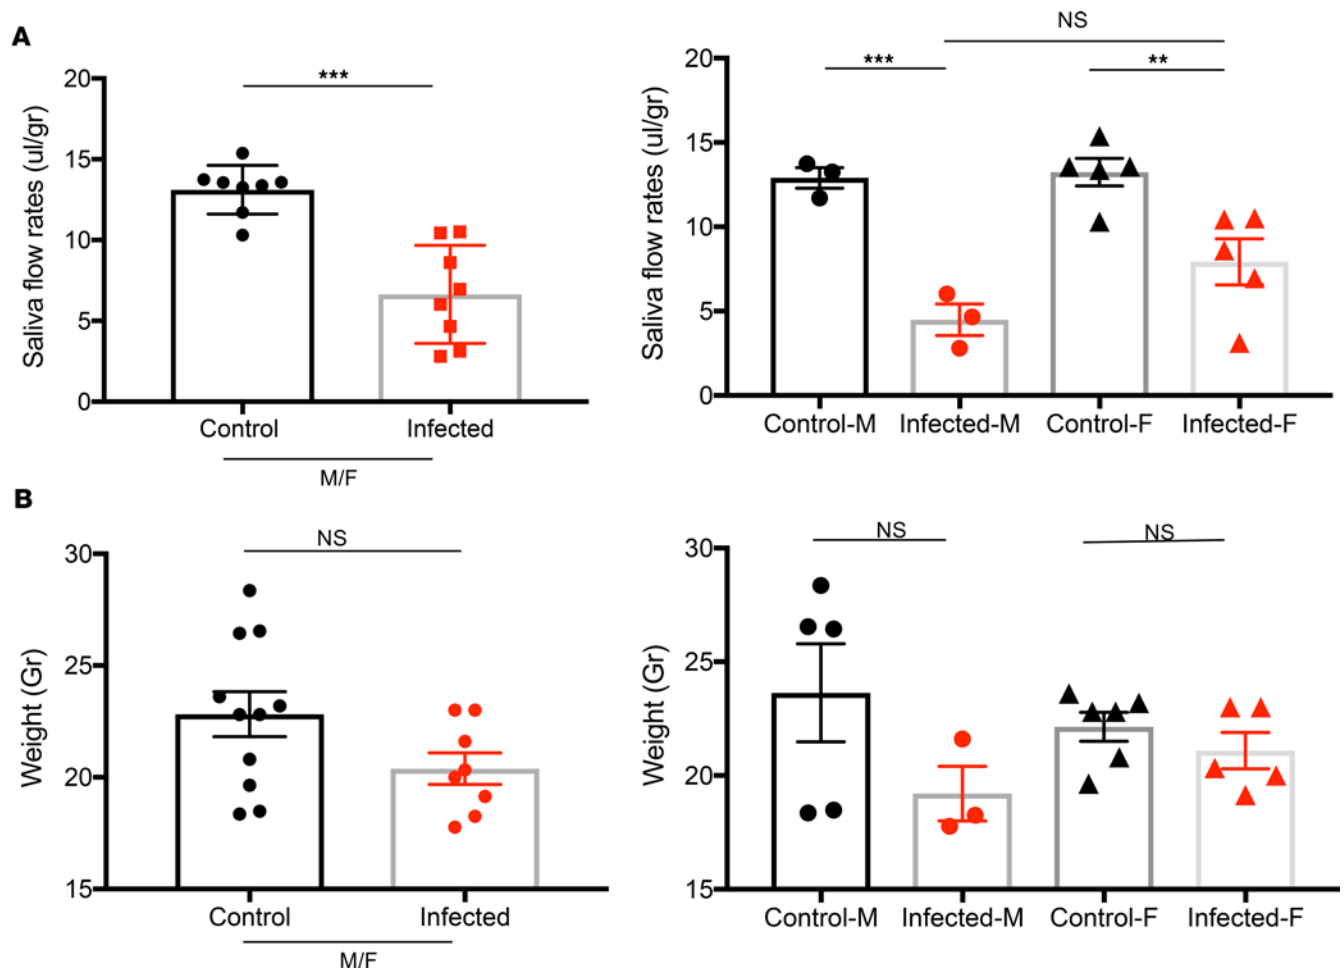 A
Saliva flow rates (ul/gr)
20
15
10
5
0
***
Control
Infected
M/F
Saliva flow rates (ul/gr)
20
15
10
5
0
NS
***
**
Control-M
Infected-M
Control-F
Infected-F
B
Weight (Gr)
30
25
20
15
NS
Control
Infected
M/F
Weight (Gr)
30
25
20
15
NS
NS
Control-M
Infected-M
Control-F
Infected-F